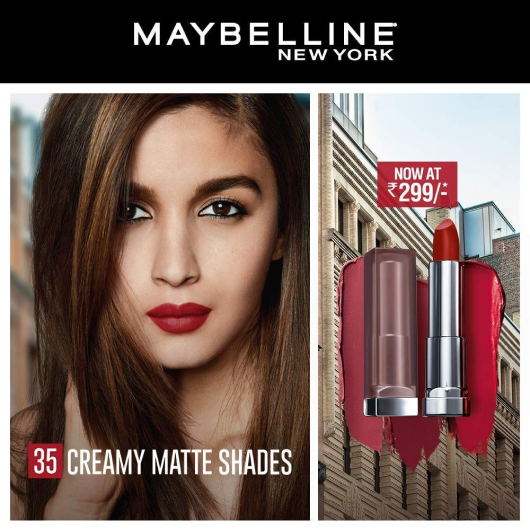 MAYBELLINE
NEW YORK
NOW AT
₹299/-*
35 CREAMY MATTE SHADES